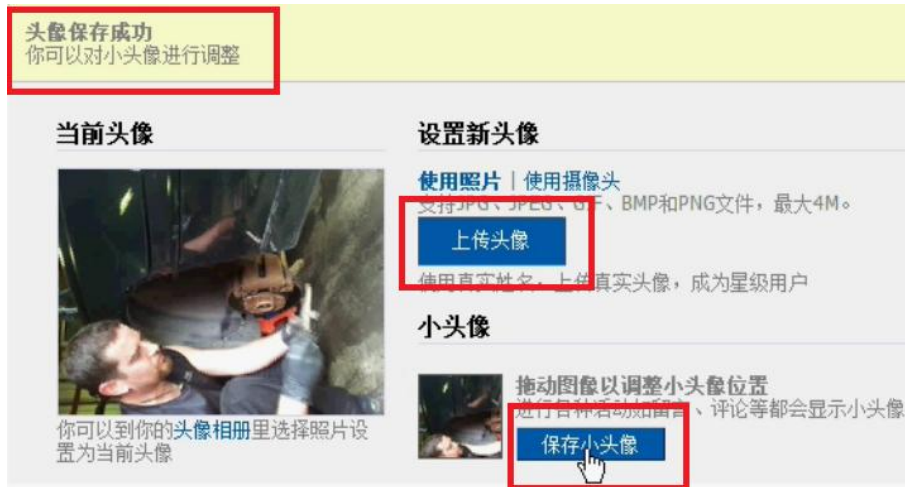 头像保存成功
你可以对小头像进行调整
当前头像
设置新头像
使用照片 | 使用摄像头
支持JPG、JPEG、GIF、BMP和PNG文件，最大4M。
上传头像
使用真实姓名，上传真实头像，成为星级用户
小头像
拖动图像以调整小头像位置
进行各种活动如留言、评论等都会显示小头像
保存小头像
你可以到你的头像相册里选择照片设
置为当前头像